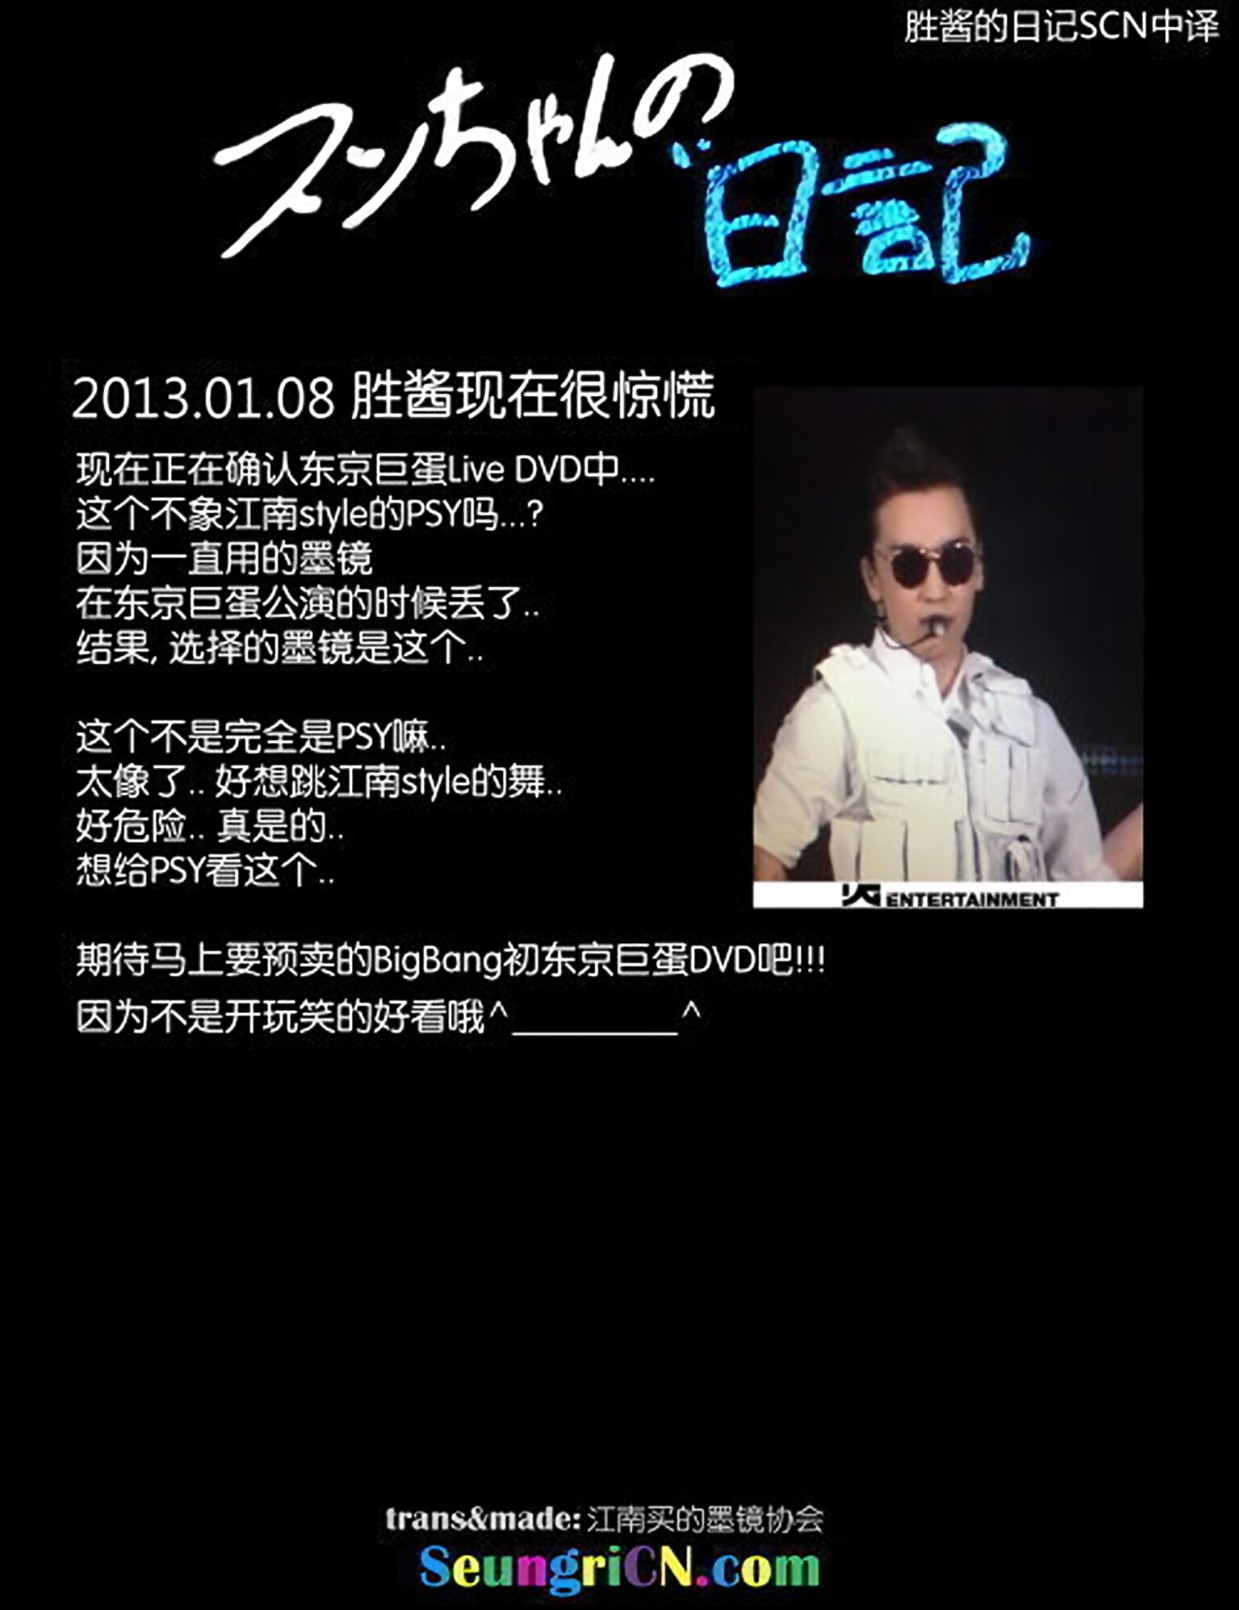 胜酱的日记SCN中译
スンちゃんの
日記
2013.01.08 胜酱现在很惊慌
现在正在确认东京巨蛋Live DVD中....
这个不象江南style的PSY吗...?
因为一直用的墨镜
在东京巨蛋公演的时候丢了..
结果, 选择的墨镜是这个..
这个不是完全是PSY嘛..
太像了.. 好想跳江南style的舞..
好危险.. 真是的..
想给PSY看这个..
YG ENTERTAINMENT
期待马上要预卖的BigBang初东京巨蛋DVD吧!!!
因为不是开玩笑的好看哦^__________^
trans&made: 江南买的墨镜协会
SeungriCN.com